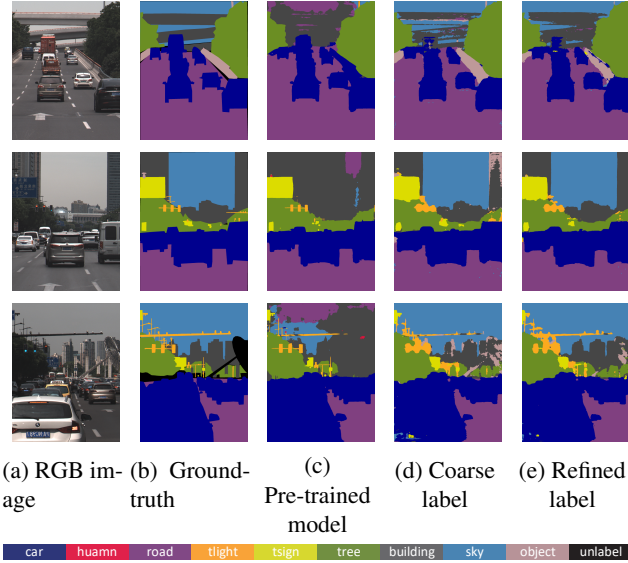 (a) RGB im-
age
(b) Ground-
truth
(c)
Pre-trained
model
(d) Coarse
label
(e) Refined
label
car huamn road tlight tsign tree building sky object unlabel